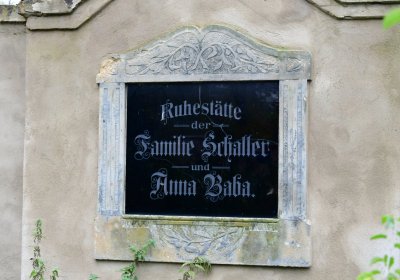 Ruhestätte
der
Familie Schaller
und
Anna Baba.